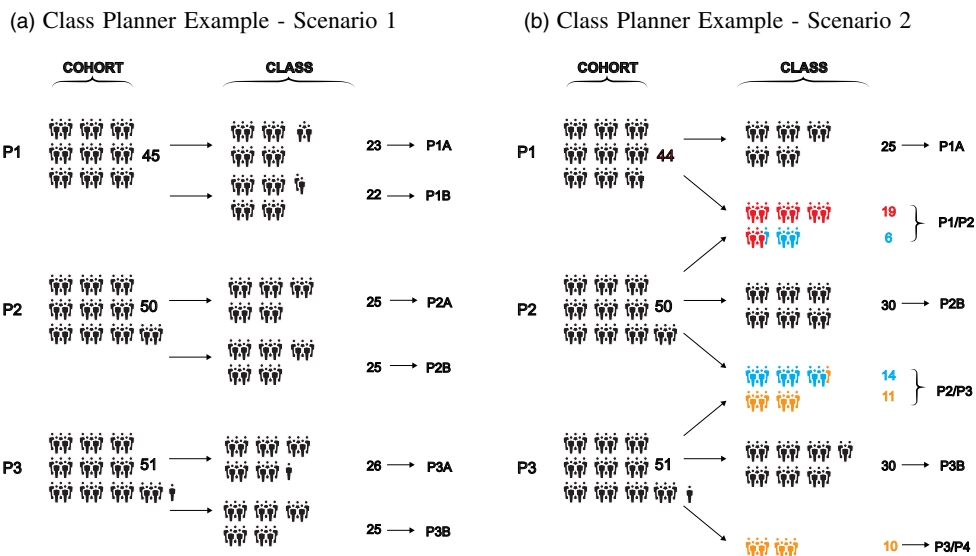 (a) Class Planner Example - Scenario 1
COHORT CLASS
P1 45
23 P1A
22 P1B
P2 50
25 P2A
25 P2B
P3 51
26 P3A
25 P3B
(b) Class Planner Example - Scenario 2
COHORT CLASS
P1 44
25 P1A
19
6 P1/P2
P2 50
30 P2B
14
11 P2/P3
P3 51
30 P3B
10 P3/P4